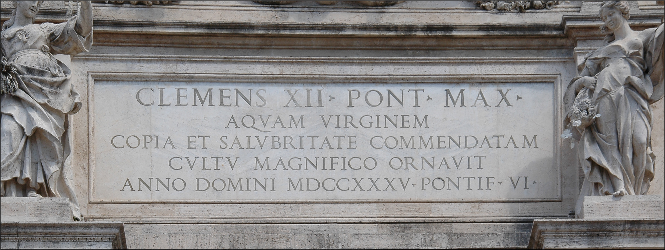 CLEMENS XII · PONT · MAX ·
AQVAM VIRGINEM
COPIA ET SALVBRITATE COMMENDATAM
CVLTV MAGNIFICO ORNAVIT
ANNO DOMINI MDCCXXXV · PONTIF · VI ·